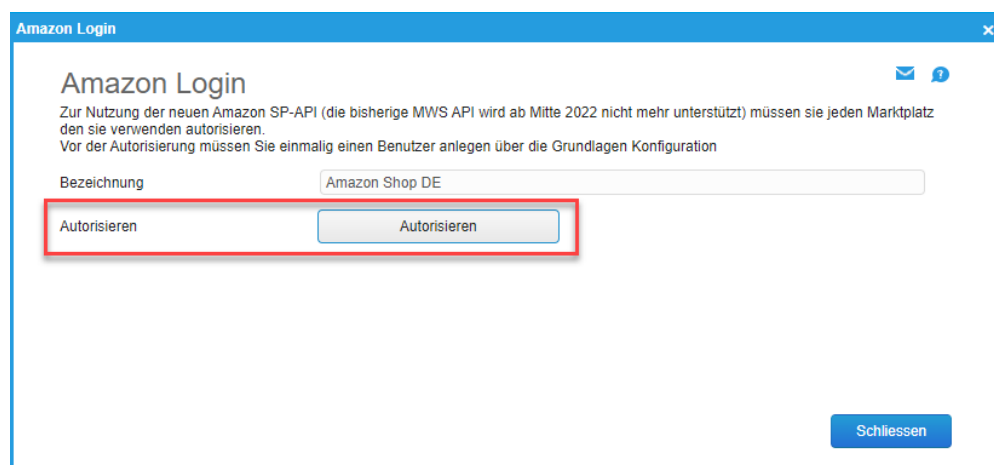 Amazon Login
Amazon Login
Zur Nutzung der neuen Amazon SP-API (die bisherige MWS API wird ab Mitte 2022 nicht mehr unterstützt) müssen sie jeden Marktplatz
den sie verwenden autorisieren.
Vor der Autorisierung müssen Sie einmalig einen Benutzer anlegen über die Grundlagen Konfiguration
Bezeichnung Amazon Shop DE
Autorisieren Autorisieren
Schliessen